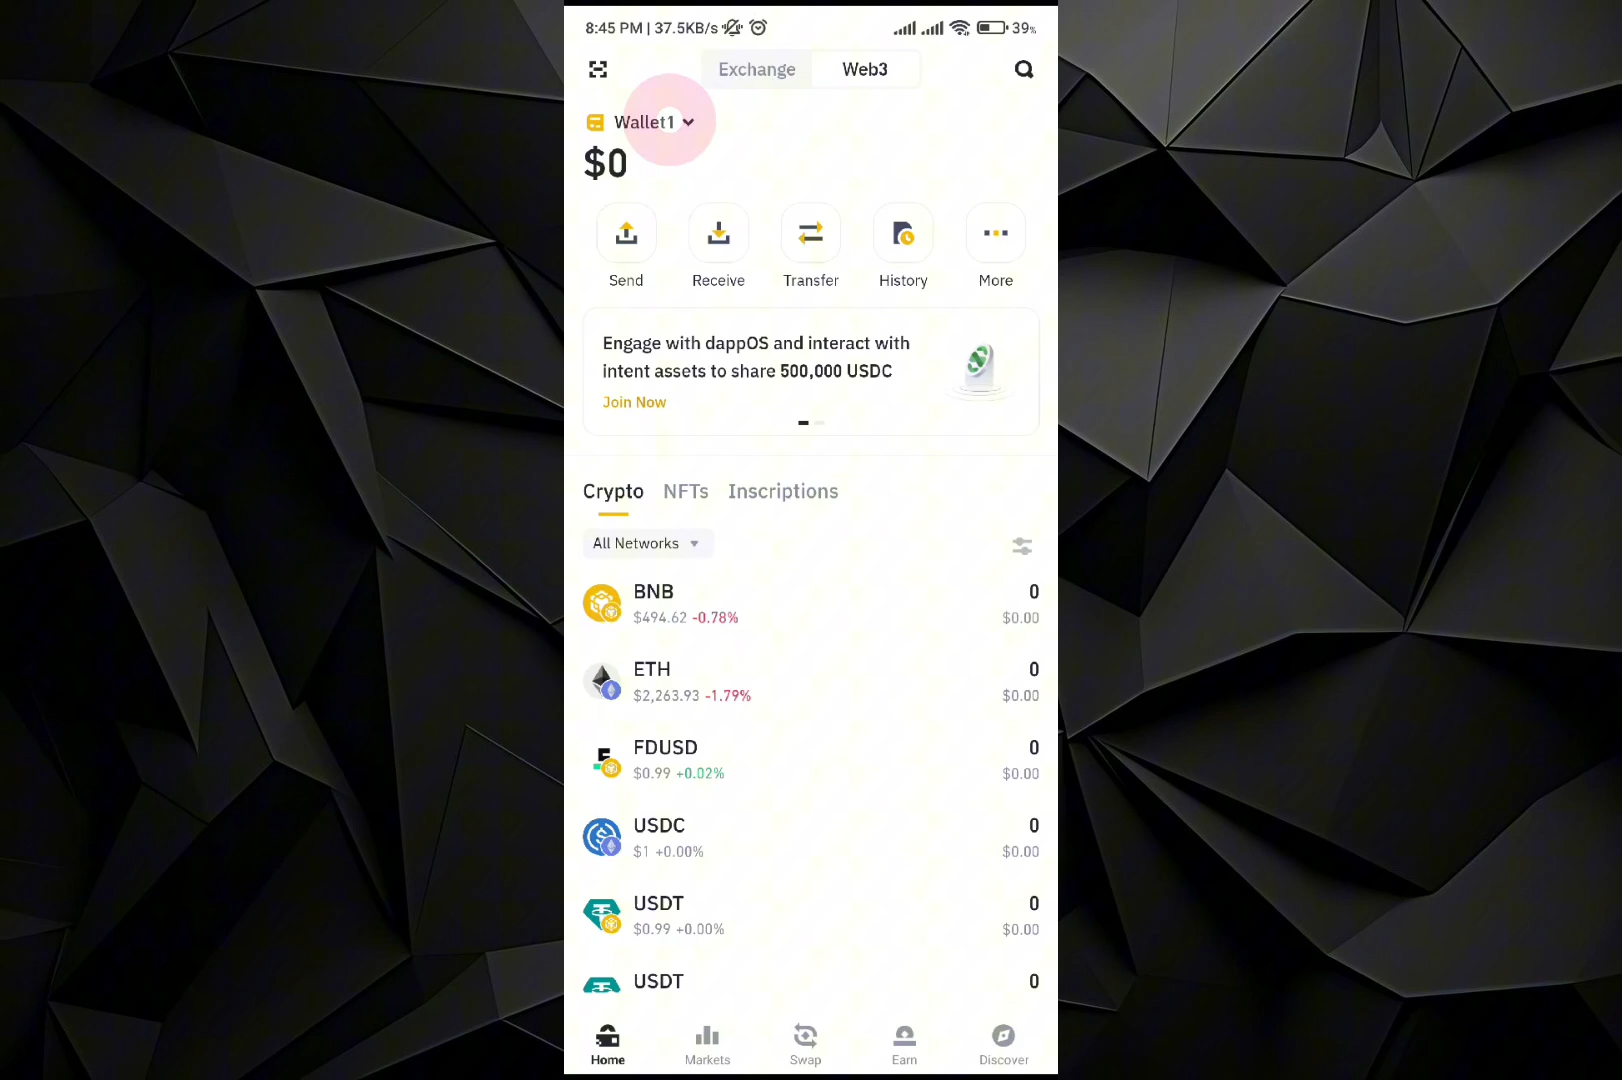 8:45 PM | 37.5KB/s 39%
Exchange Web3
Wallet1
$0
Send Receive Transfer History More
Engage with dappOS and interact with
intent assets to share 500,000 USDC
Join Now
Crypto NFTs Inscriptions
All Networks
BNB 0
$494.62 -0.78% $0.00
ETH 0
$2,263.93 -1.79% $0.00
FDUSD 0
$0.99 +0.02% $0.00
USDC 0
$1 +0.00% $0.00
USDT 0
$0.99 +0.00% $0.00
USDT 0
Home Markets Swap Earn Discover